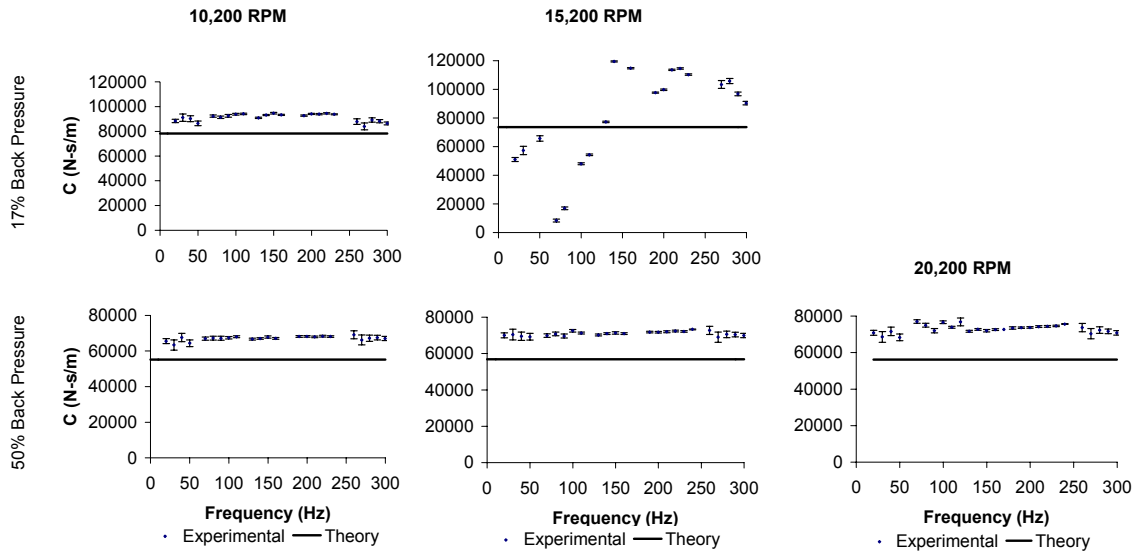 10,200 RPM
15,200 RPM
17% Back Pressure
C (N-s/m)
120000
100000
80000
60000
40000
20000
0
0 50 100 150 200 250 300
120000
100000
80000
60000
40000
20000
0
0 50 100 150 200 250 300
20,200 RPM
50% Back Pressure
C (N-s/m)
80000
60000
40000
20000
0
0 50 100 150 200 250 300
Frequency (Hz)
Experimental Theory
80000
60000
40000
20000
0
0 50 100 150 200 250 300
Frequency (Hz)
Experimental Theory
80000
60000
40000
20000
0
0 50 100 150 200 250 300
Frequency (Hz)
Experimental Theory